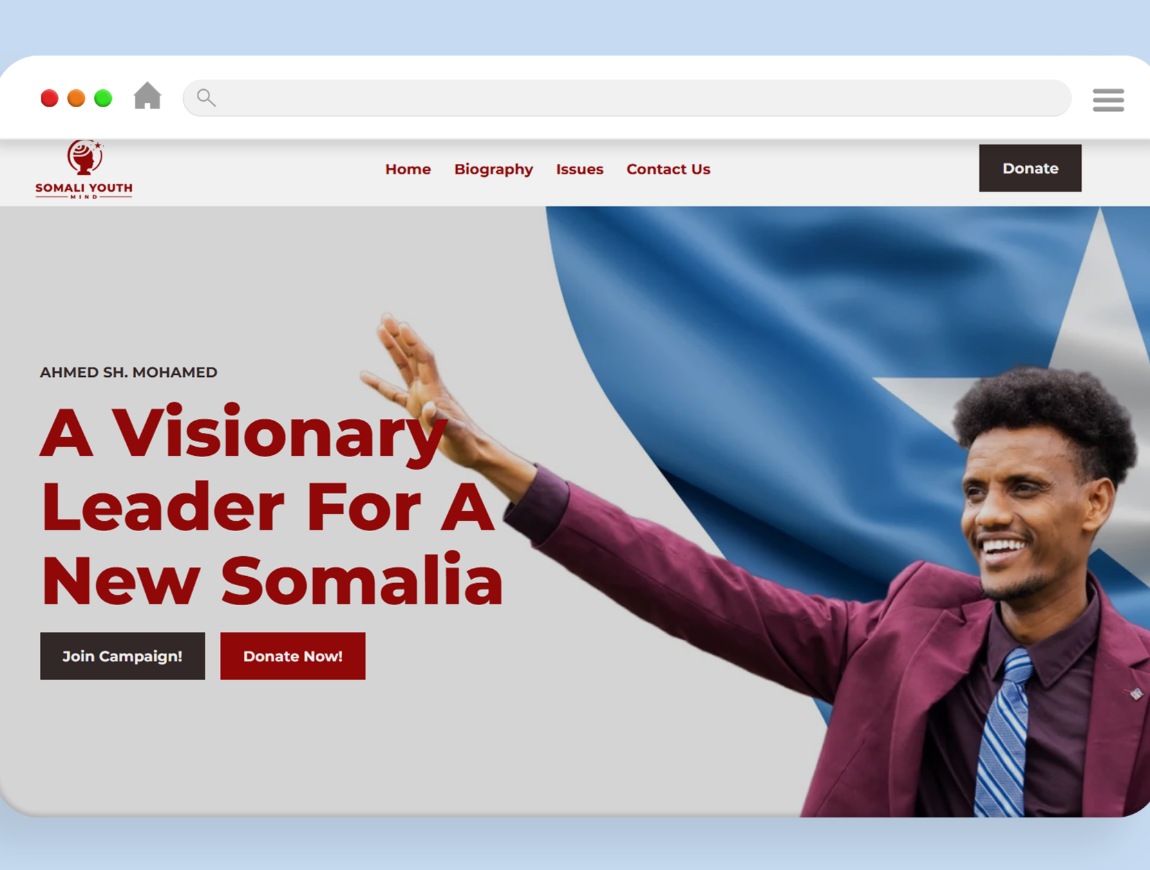 SOMALI YOUTH
MIND
Home Biography Issues Contact Us
Donate
AHMED SH. MOHAMED
A Visionary
Leader For A
New Somalia
Join Campaign! Donate Now!